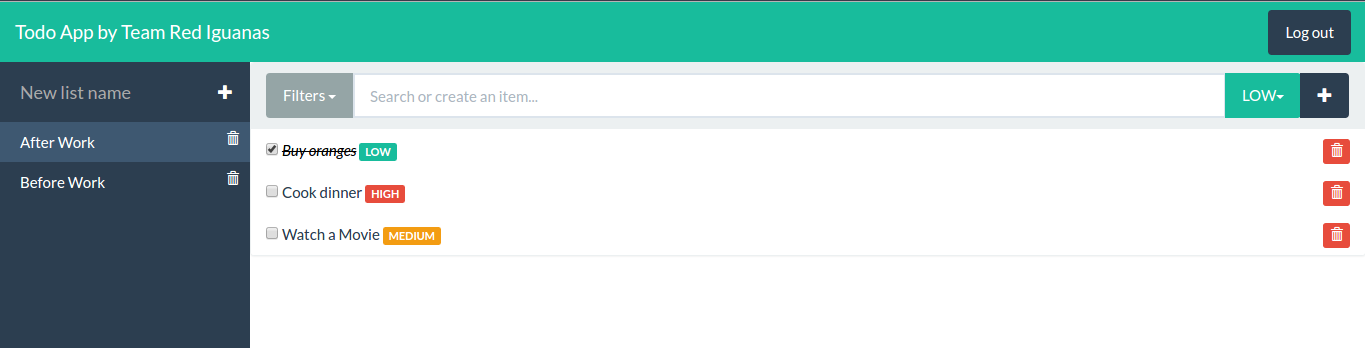 Todo App by Team Red Iguanas
Log out
New list name
Filters
Search or create an item...
LOW
After Work
Before Work
Buy oranges LOW
Cook dinner HIGH
Watch a Movie MEDIUM